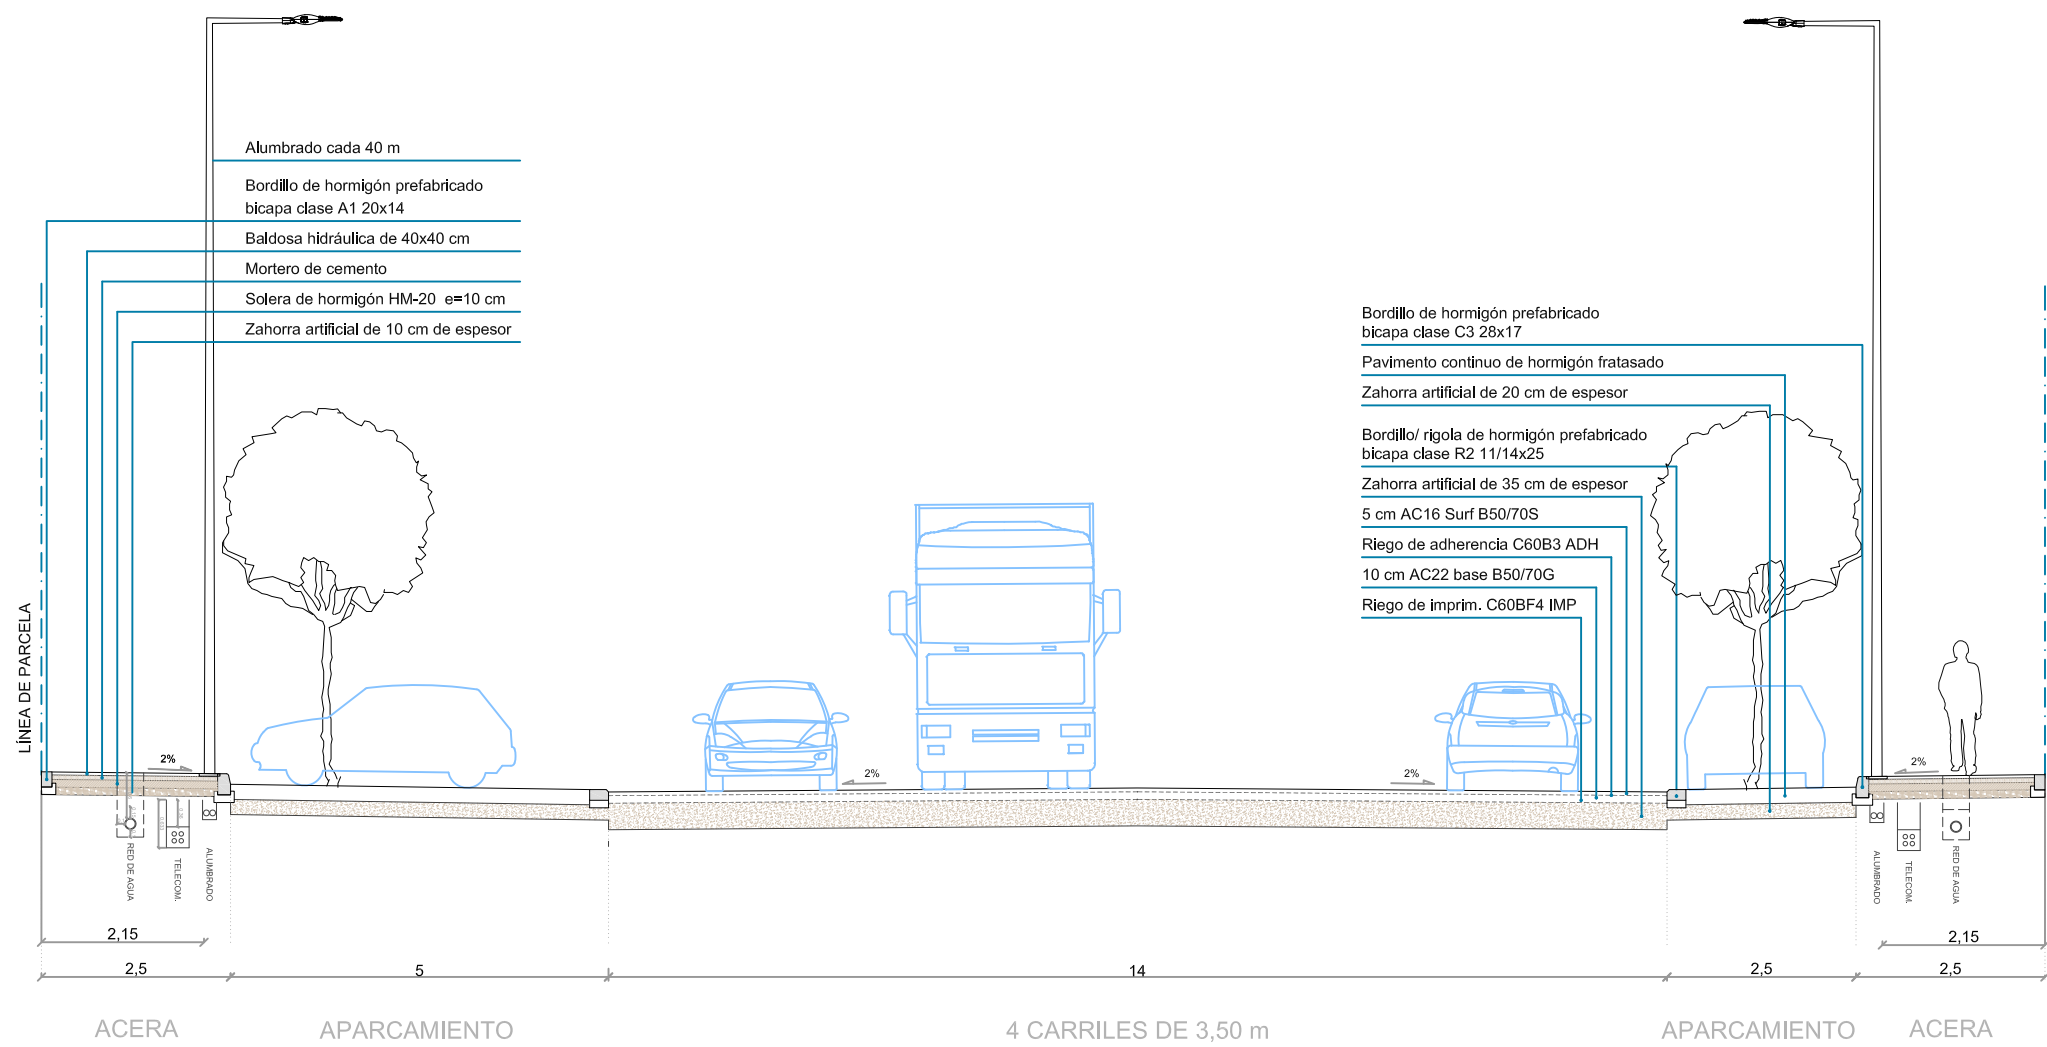 Alumbrado cada 40 m
Bordillo de hormigón prefabricado
bicapa clase A1 20x14
Baldosa hidráulica de 40x40 cm
Mortero de cemento
Solera de hormigón HM-20 e=10 cm
Zahorra artificial de 10 cm de espesor
Bordillo de hormigón prefabricado
bicapa clase C3 28x17
Pavimento continuo de hormigón fratasado
Zahorra artificial de 20 cm de espesor
Bordillo/ rigola de hormigón prefabricado
bicapa clase R2 11/14x25
Zahorra artificial de 35 cm de espesor
5 cm AC16 Surf B50/70S
Riego de adherencia C60B3 ADH
10 cm AC22 base B50/70G
Riego de imprim. C60BF4 IMP
LÍNEA DE PARCELA
2%
2%
2%
2%
RED DE AGUA
TELECOM.
ALUMBRADO
ALUMBRADO
TELECOM.
RED DE AGUA
2,15
2,15
2,5
5
14
2,5
2,5
ACERA
APARCAMIENTO
4 CARRILES DE 3,50 m
APARCAMIENTO
ACERA